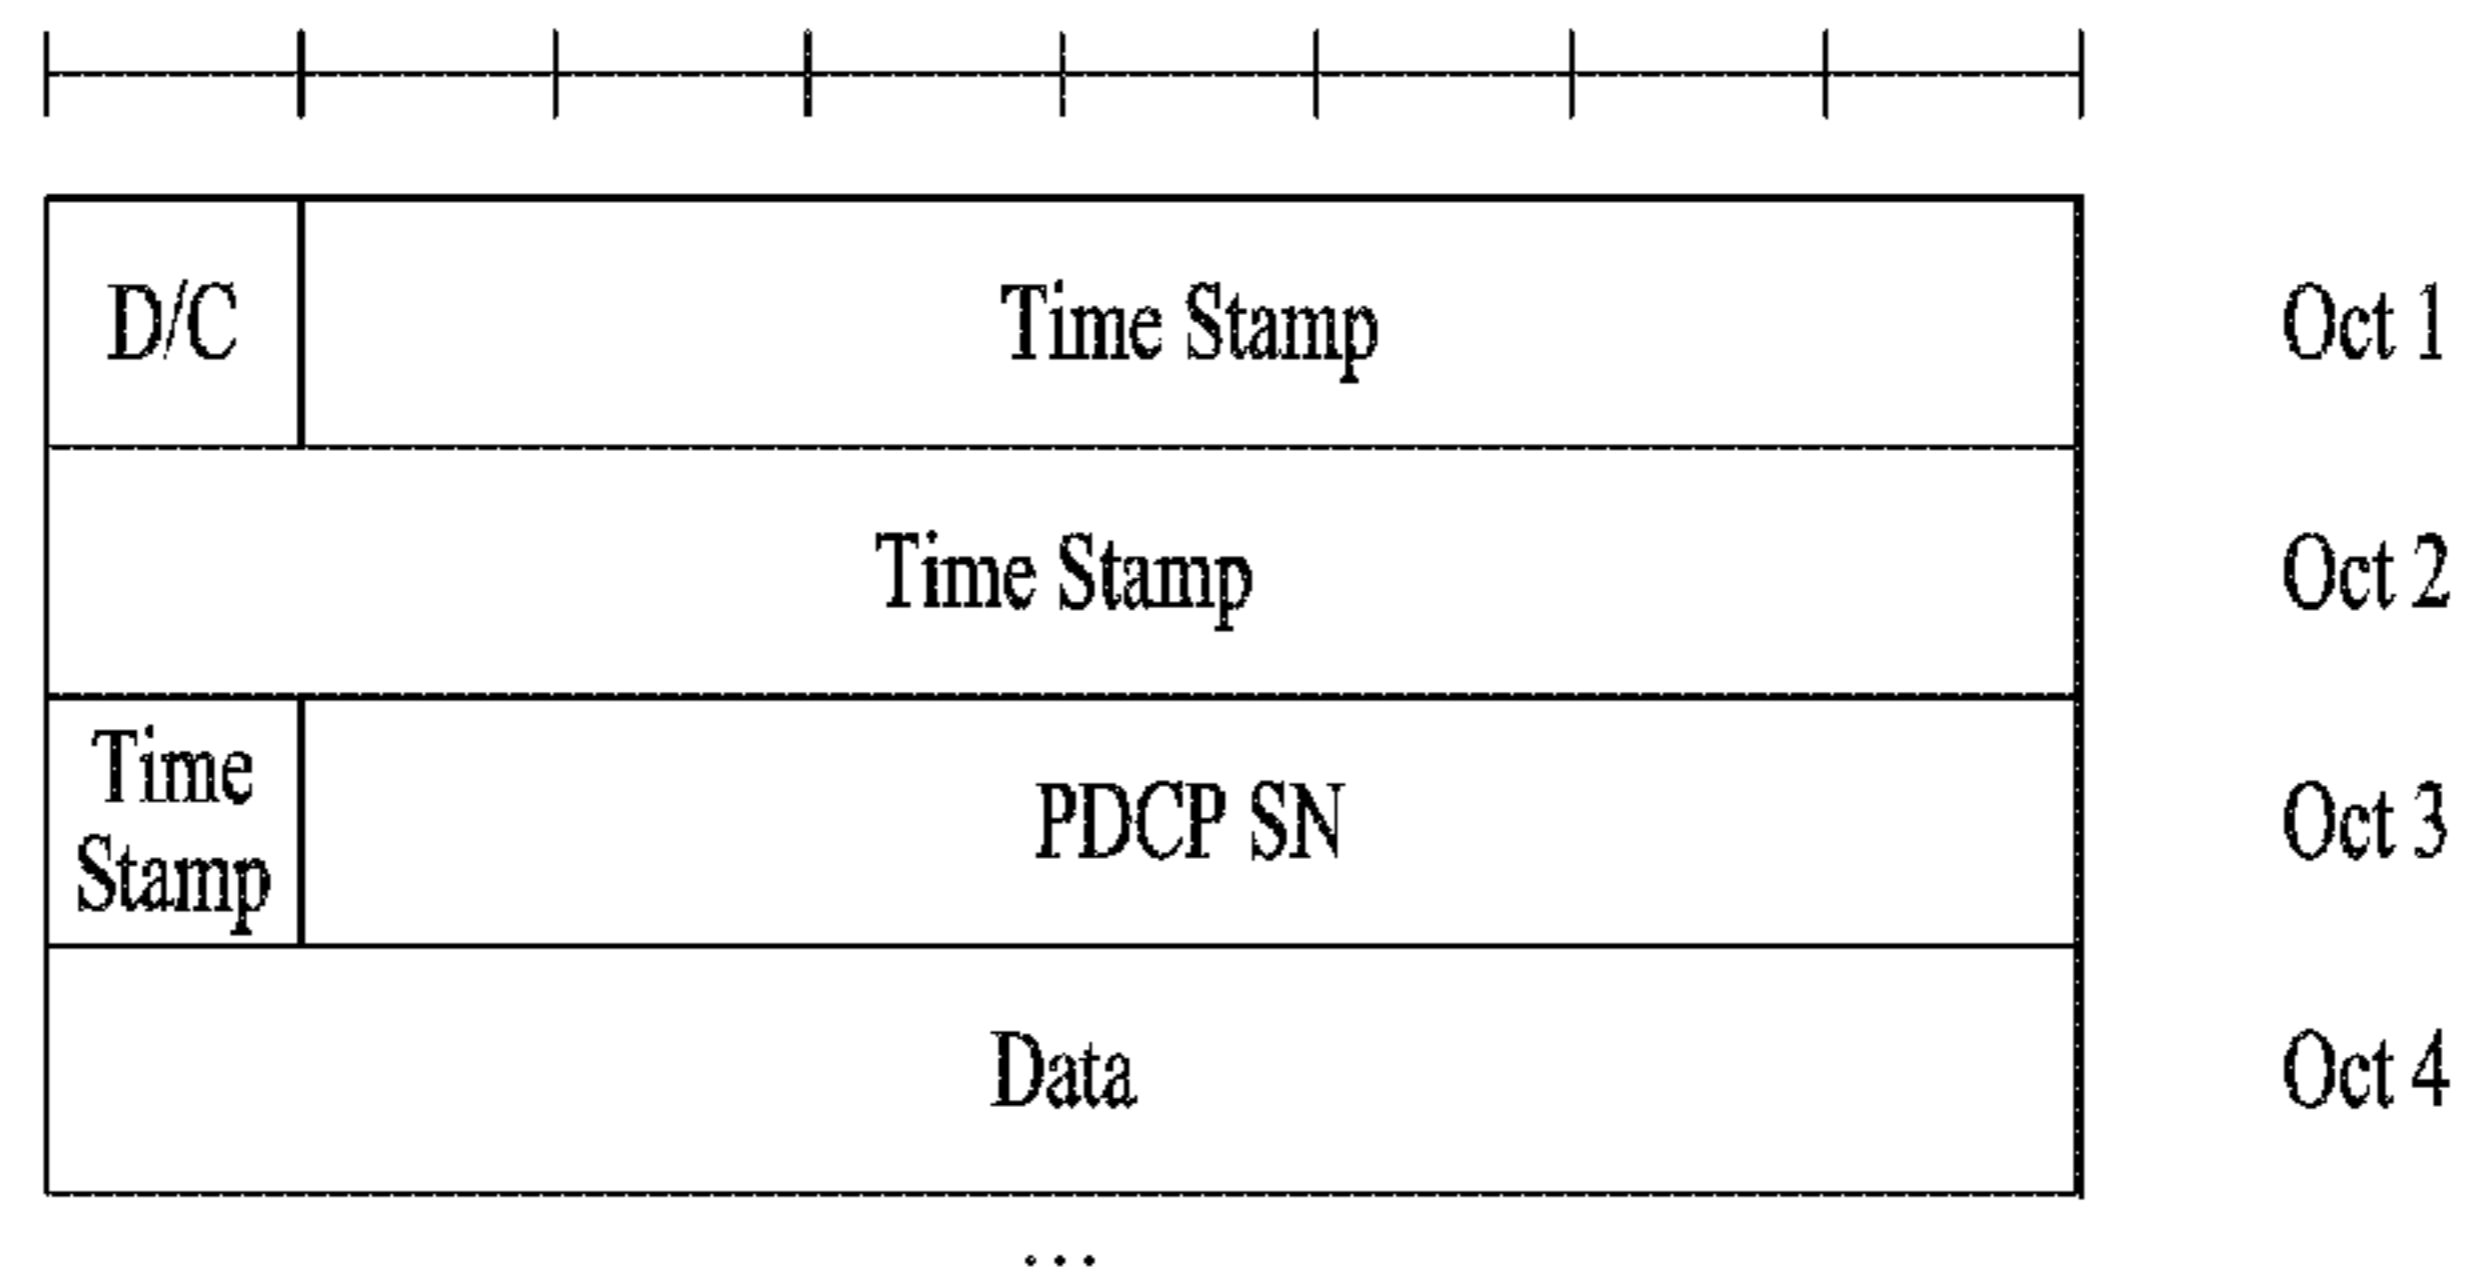 D/C Time Stamp Oct 1
Time Stamp Oct 2
Time
Stamp PDCP SN Oct 3
Data Oct 4
...